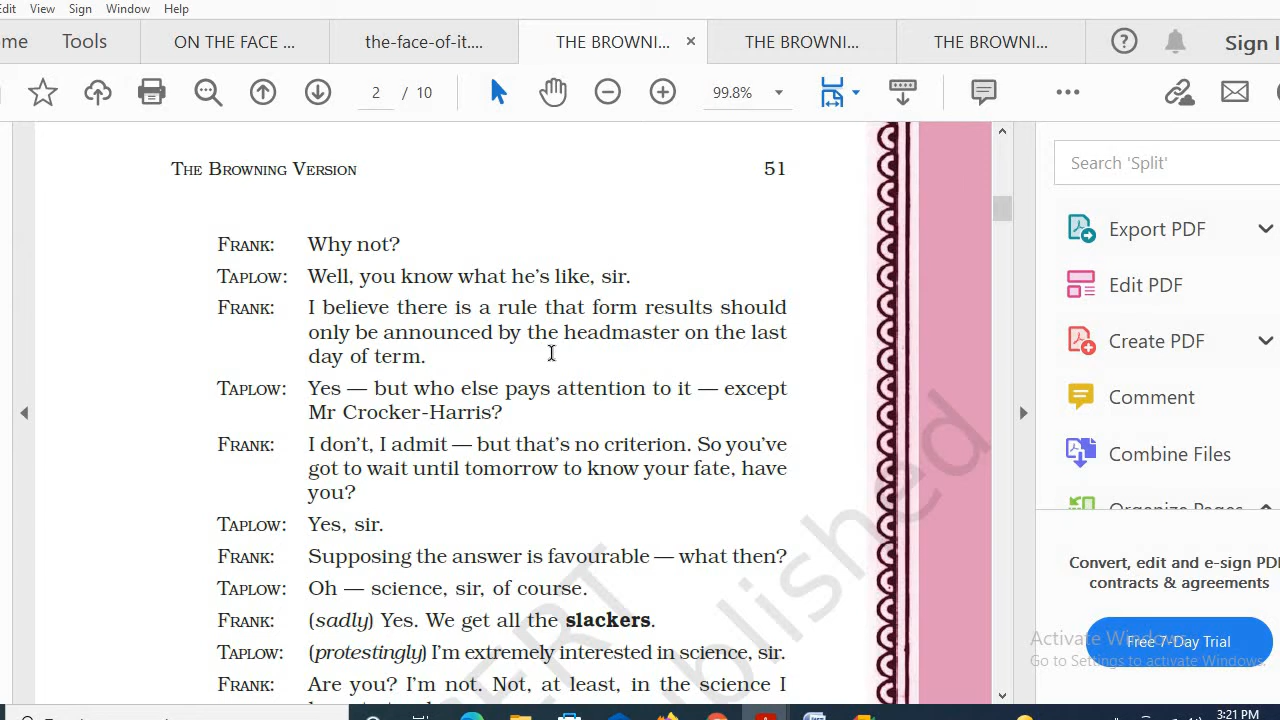 Edit View Sign Window Help
Tools ON THE FACE ... the-face-of-it.... THE BROWNI... × THE BROWNI... THE BROWNI... Sign I
2 / 10 99.8%
THE BROWNING VERSION 51
FRANK: Why not?
TAPLOW: Well, you know what he's like, sir.
FRANK: I believe there is a rule that form results should
only be announced by the headmaster on the last
day of term.
TAPLOW: Yes — but who else pays attention to it — except
Mr Crocker-Harris?
FRANK: I don't, I admit — but that's no criterion. So you've
got to wait until tomorrow to know your fate, have
you?
TAPLOW: Yes, sir.
FRANK: Supposing the answer is favourable — what then?
TAPLOW: Oh — science, sir, of course.
FRANK: (sadly) Yes. We get all the slackers.
TAPLOW: (protestingly) I'm extremely interested in science, sir.
FRANK: Are you? I'm not. Not, at least, in the science I
Search 'Split'
Export PDF
Edit PDF
Create PDF
Comment
Combine Files
Organize Pages
Convert, edit and e-sign PDF
contracts & agreements
Free 7-Day Trial
Activate Windows
Go to Settings to activate Windows.
3:21 PM